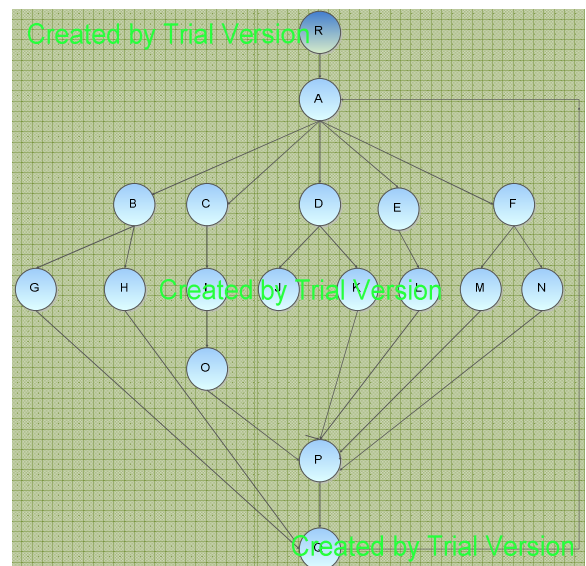 Created by Trial Version
R
A
B C D E F
G H I J K L M N
Created by Trial Version
O
P
Q
Created by Trial Version